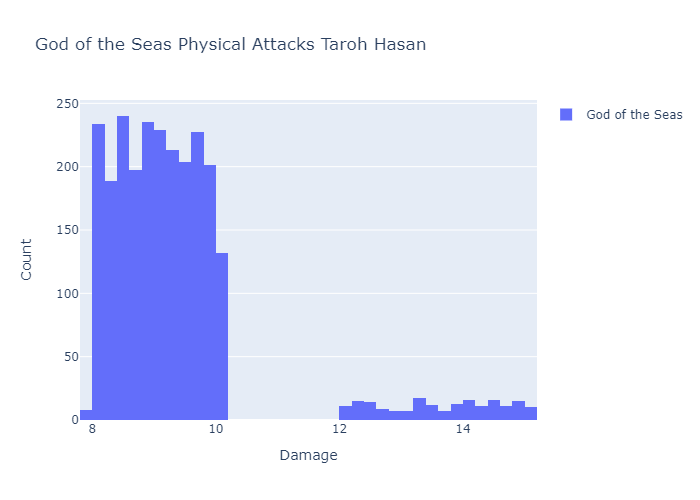 God of the Seas Physical Attacks Taroh Hasan
God of the Seas
250
200
150
100
50
0
Count
8
10
12
14
Damage